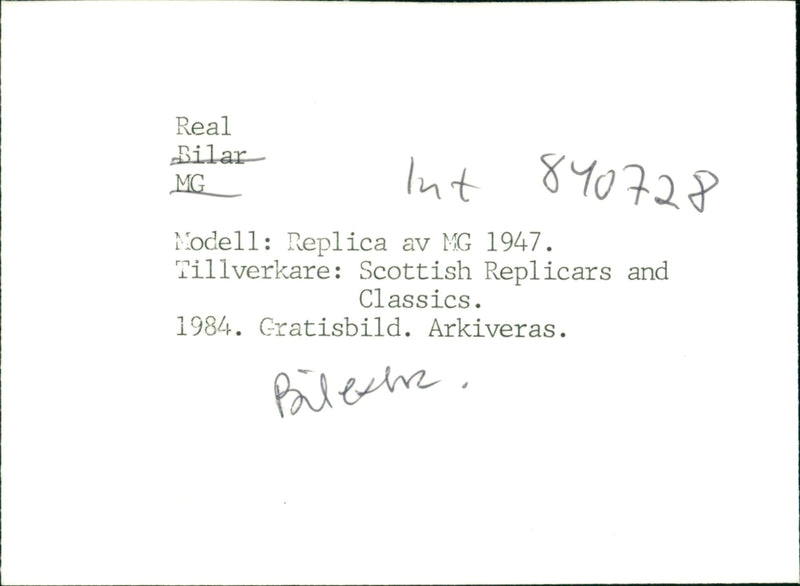 Real
Bilar
MG
Int 840728
Modell: Replica av MG 1947.
Tillverkare: Scottish Replicars and
Classics.
1984. Gratisbild. Arkiveras.